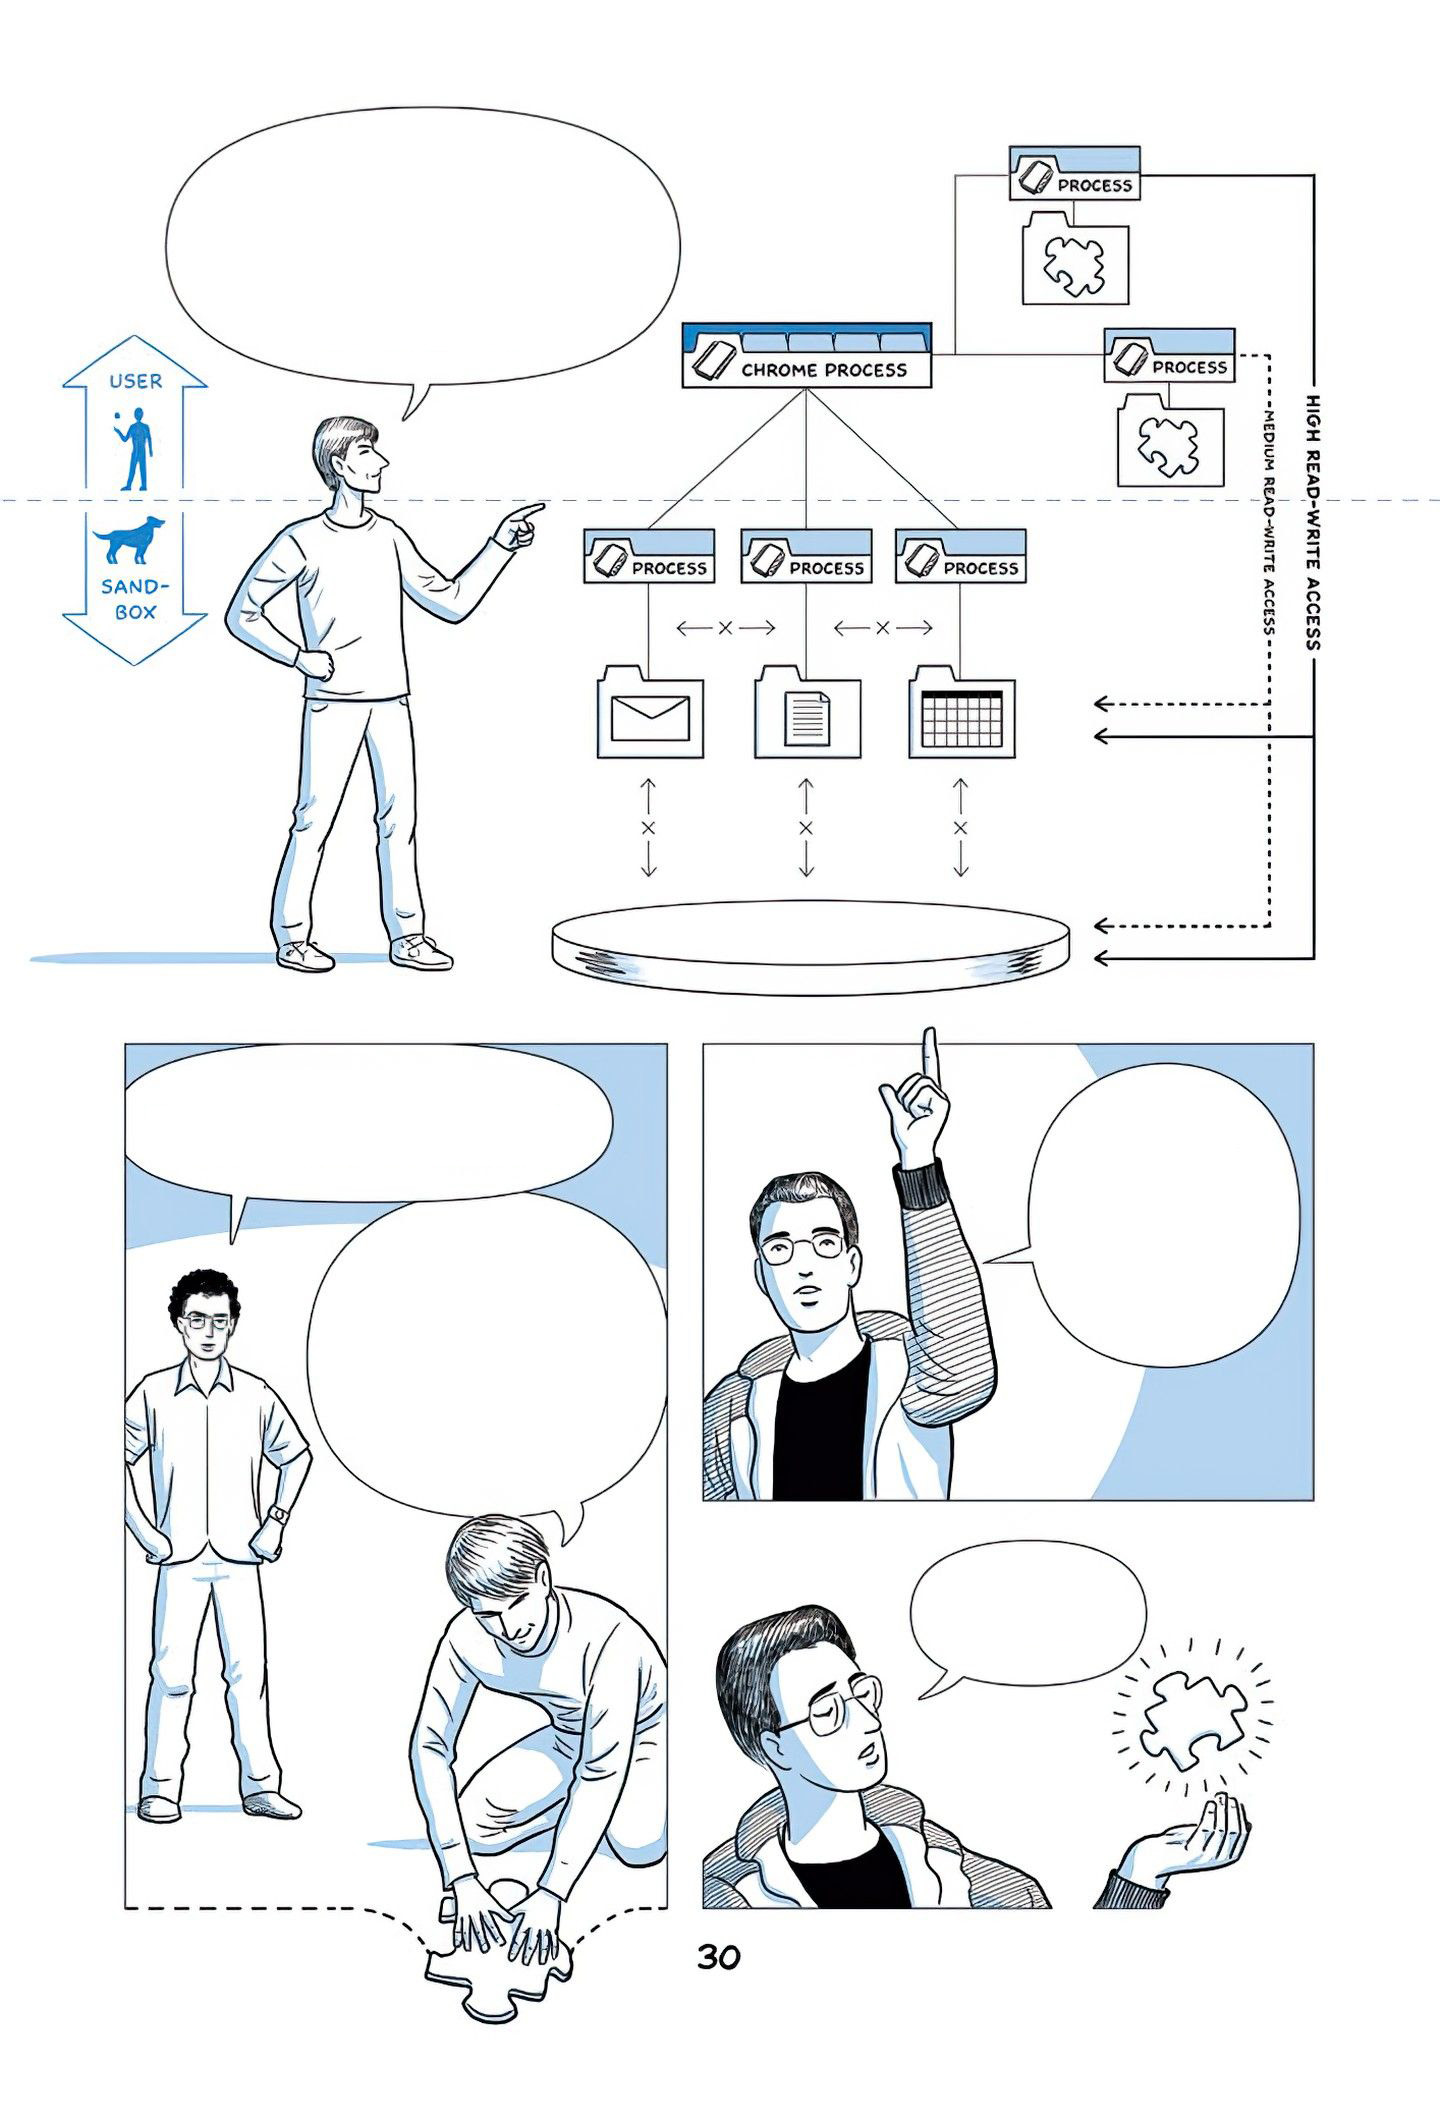 PROCESS
CHROME PROCESS
PROCESS
USER
SAND-
BOX
MEDIUM READ-WRITE ACCESS
HIGH READ-WRITE ACCESS
PROCESS
PROCESS
PROCESS
30